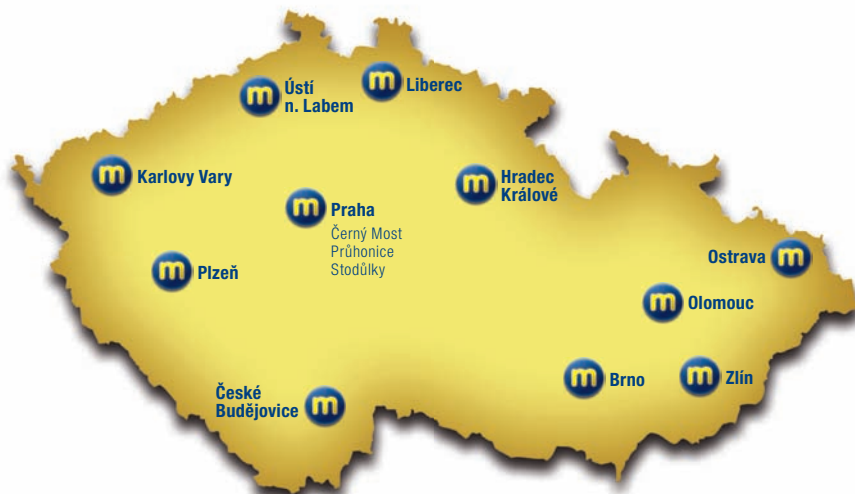 Ústí
n. Labem
m
Liberec
m
Karlovy Vary
m
Hradec
Králové
m
Praha
m
Černý Most
Průhonice
Stodůlky
Ostrava
m
Plzeň
m
Olomouc
m
Brno
m
Zlín
m
České
Budějovice
m